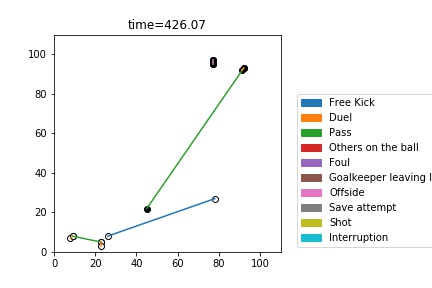 time=426.07
100
80
60
40
20
0
0 20 40 60 80 100
Free Kick
Duel
Pass
Others on the ball
Foul
Goalkeeper leaving l
Offside
Save attempt
Shot
Interruption